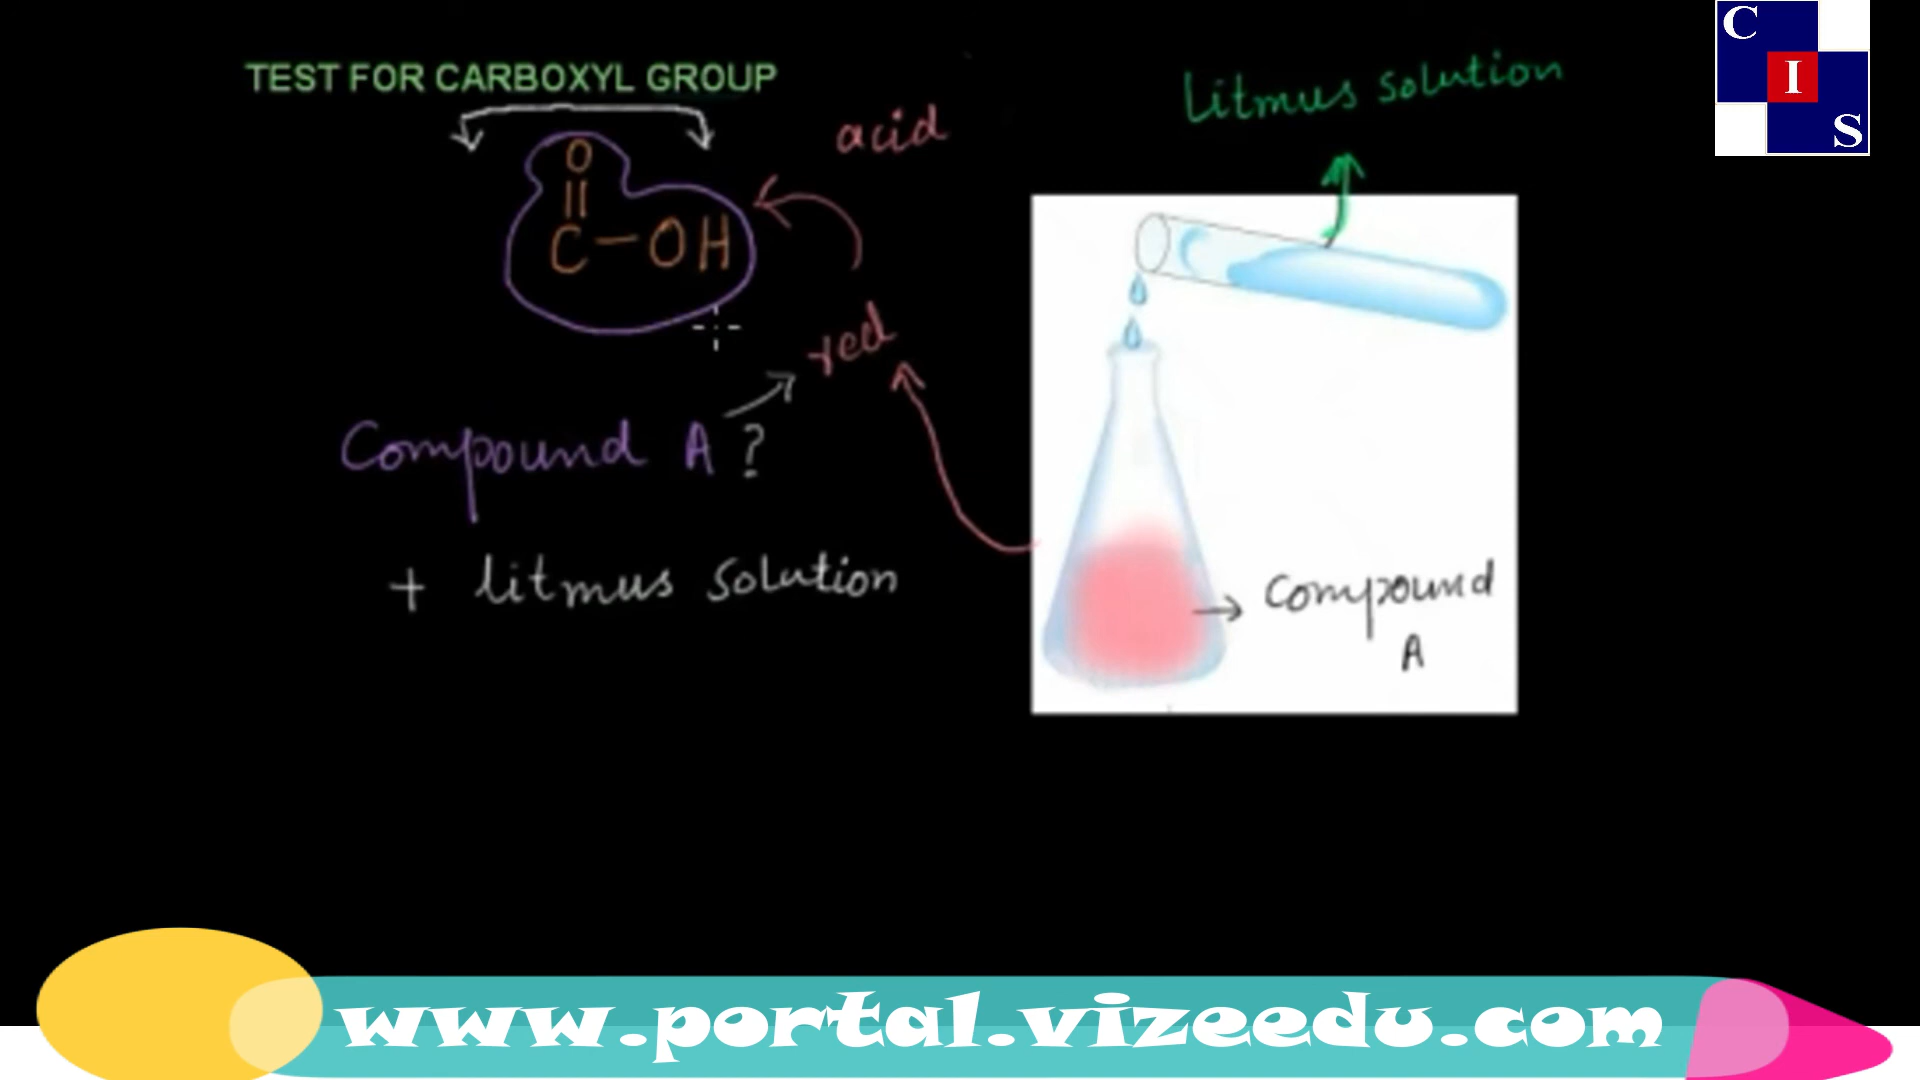 TEST FOR CARBOXYL GROUP
O
C - OH
acid
red
Compound A ?
+ litmus solution
Litmus solution
Compound
A
C
I
S
www.portal.vizeedu.com